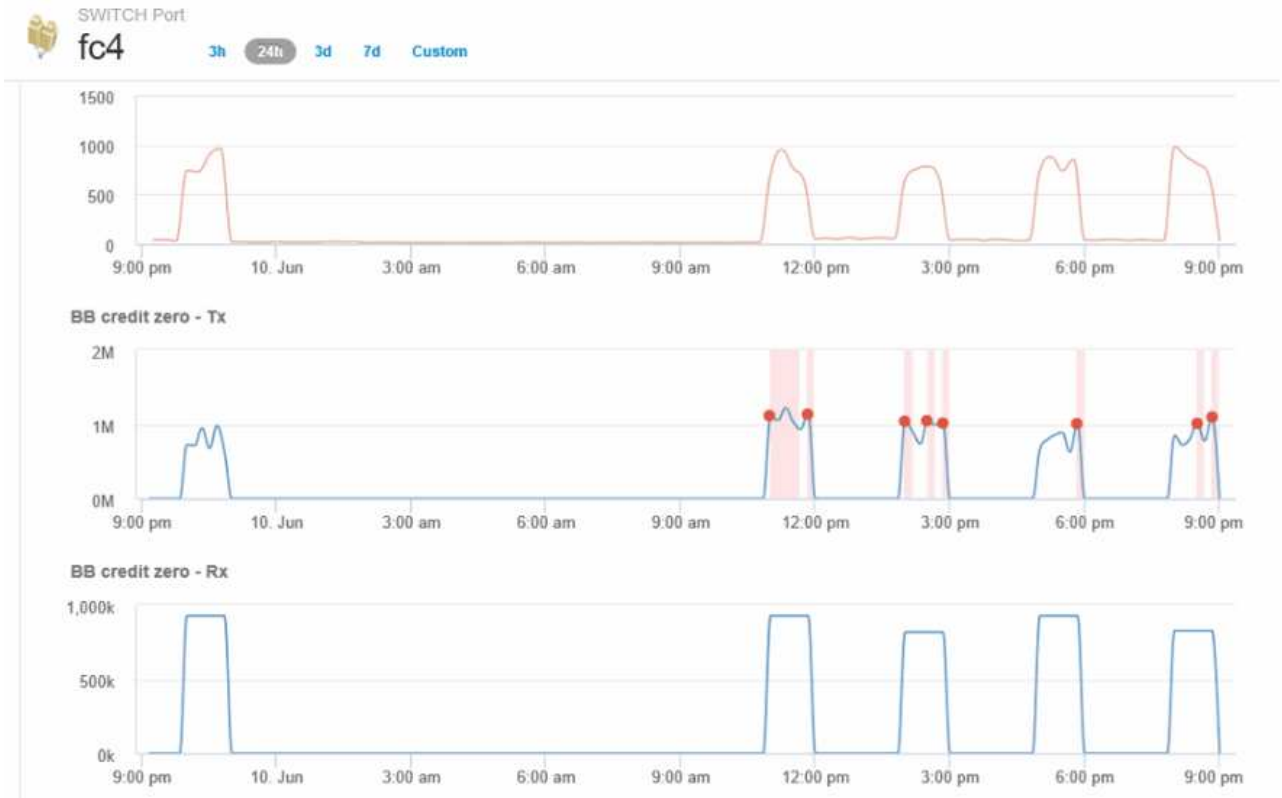 SWITCH Port
fc4 3h 24h 3d 7d Custom
1500
1000
500
0
9:00 pm 10. Jun 3:00 am 6:00 am 9:00 am 12:00 pm 3:00 pm 6:00 pm 9:00 pm
BB credit zero - Tx
2M
1M
0M
9:00 pm 10. Jun 3:00 am 6:00 am 9:00 am 12:00 pm 3:00 pm 6:00 pm 9:00 pm
BB credit zero - Rx
1,000k
500k
0k
9:00 pm 10. Jun 3:00 am 6:00 am 9:00 am 12:00 pm 3:00 pm 6:00 pm 9:00 pm